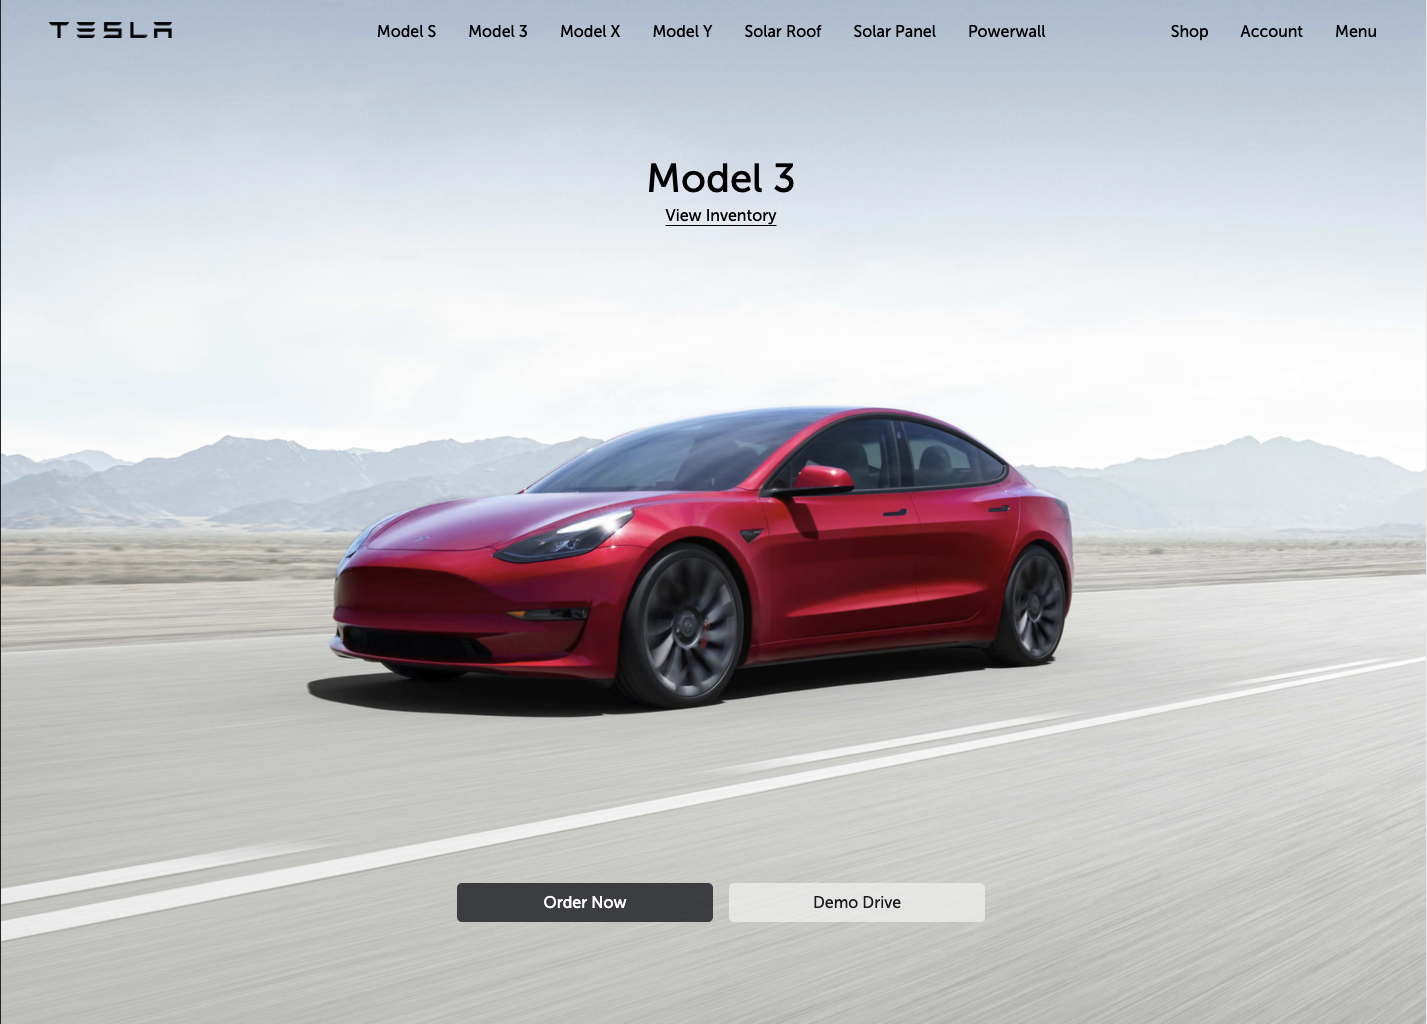 TESLA Model S Model 3 Model X Model Y Solar Roof Solar Panel Powerwall Shop Account Menu
Model 3
View Inventory
Order Now Demo Drive